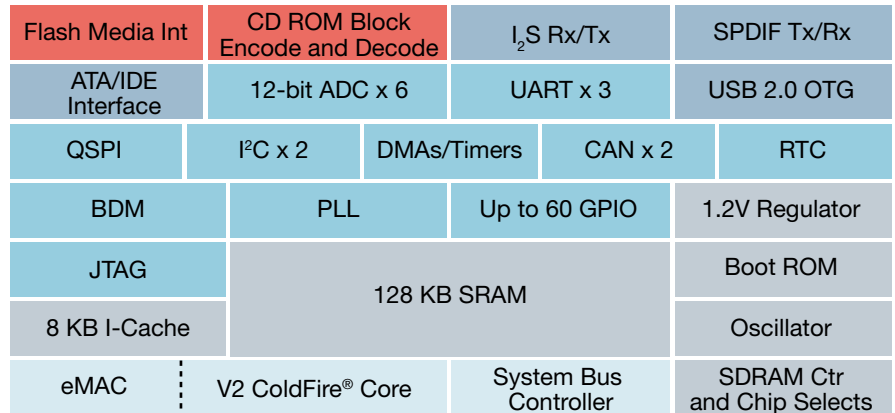 Flash Media Int
CD ROM Block
Encode and Decode
I₂S Rx/Tx
SPDIF Tx/Rx
ATA/IDE
Interface
12-bit ADC x 6
UART x 3
USB 2.0 OTG
QSPI
I²C x 2
DMAs/Timers
CAN x 2
RTC
BDM
PLL
Up to 60 GPIO
1.2V Regulator
JTAG
128 KB SRAM
Boot ROM
8 KB I-Cache
Oscillator
eMAC
V2 ColdFire® Core
System Bus
Controller
SDRAM Ctr
and Chip Selects